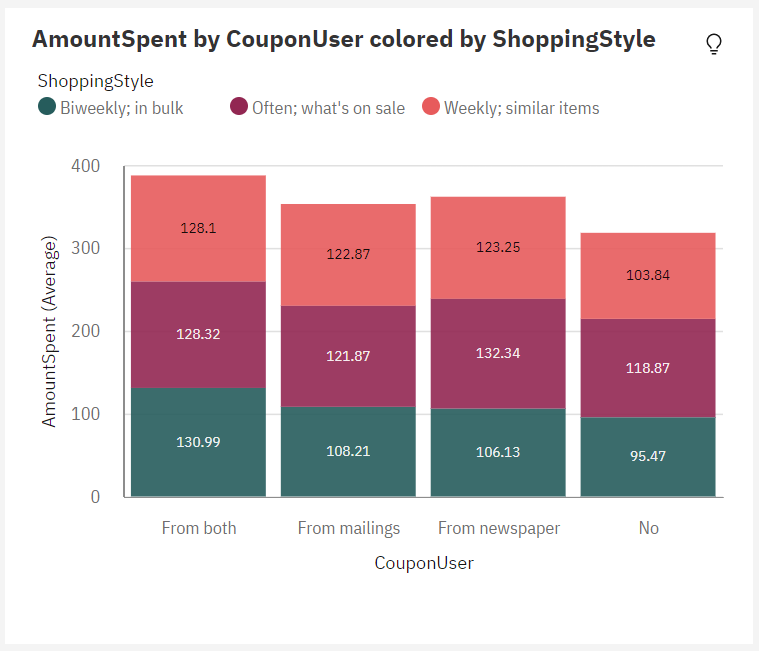 AmountSpent by CouponUser colored by ShoppingStyle
ShoppingStyle
Biweekly; in bulk Often; what's on sale Weekly; similar items
AmountSpent (Average)
400
300
200
100
0
128.1 122.87 123.25 103.84
128.32 121.87 132.34 118.87
130.99 108.21 106.13 95.47
From both From mailings From newspaper No
CouponUser